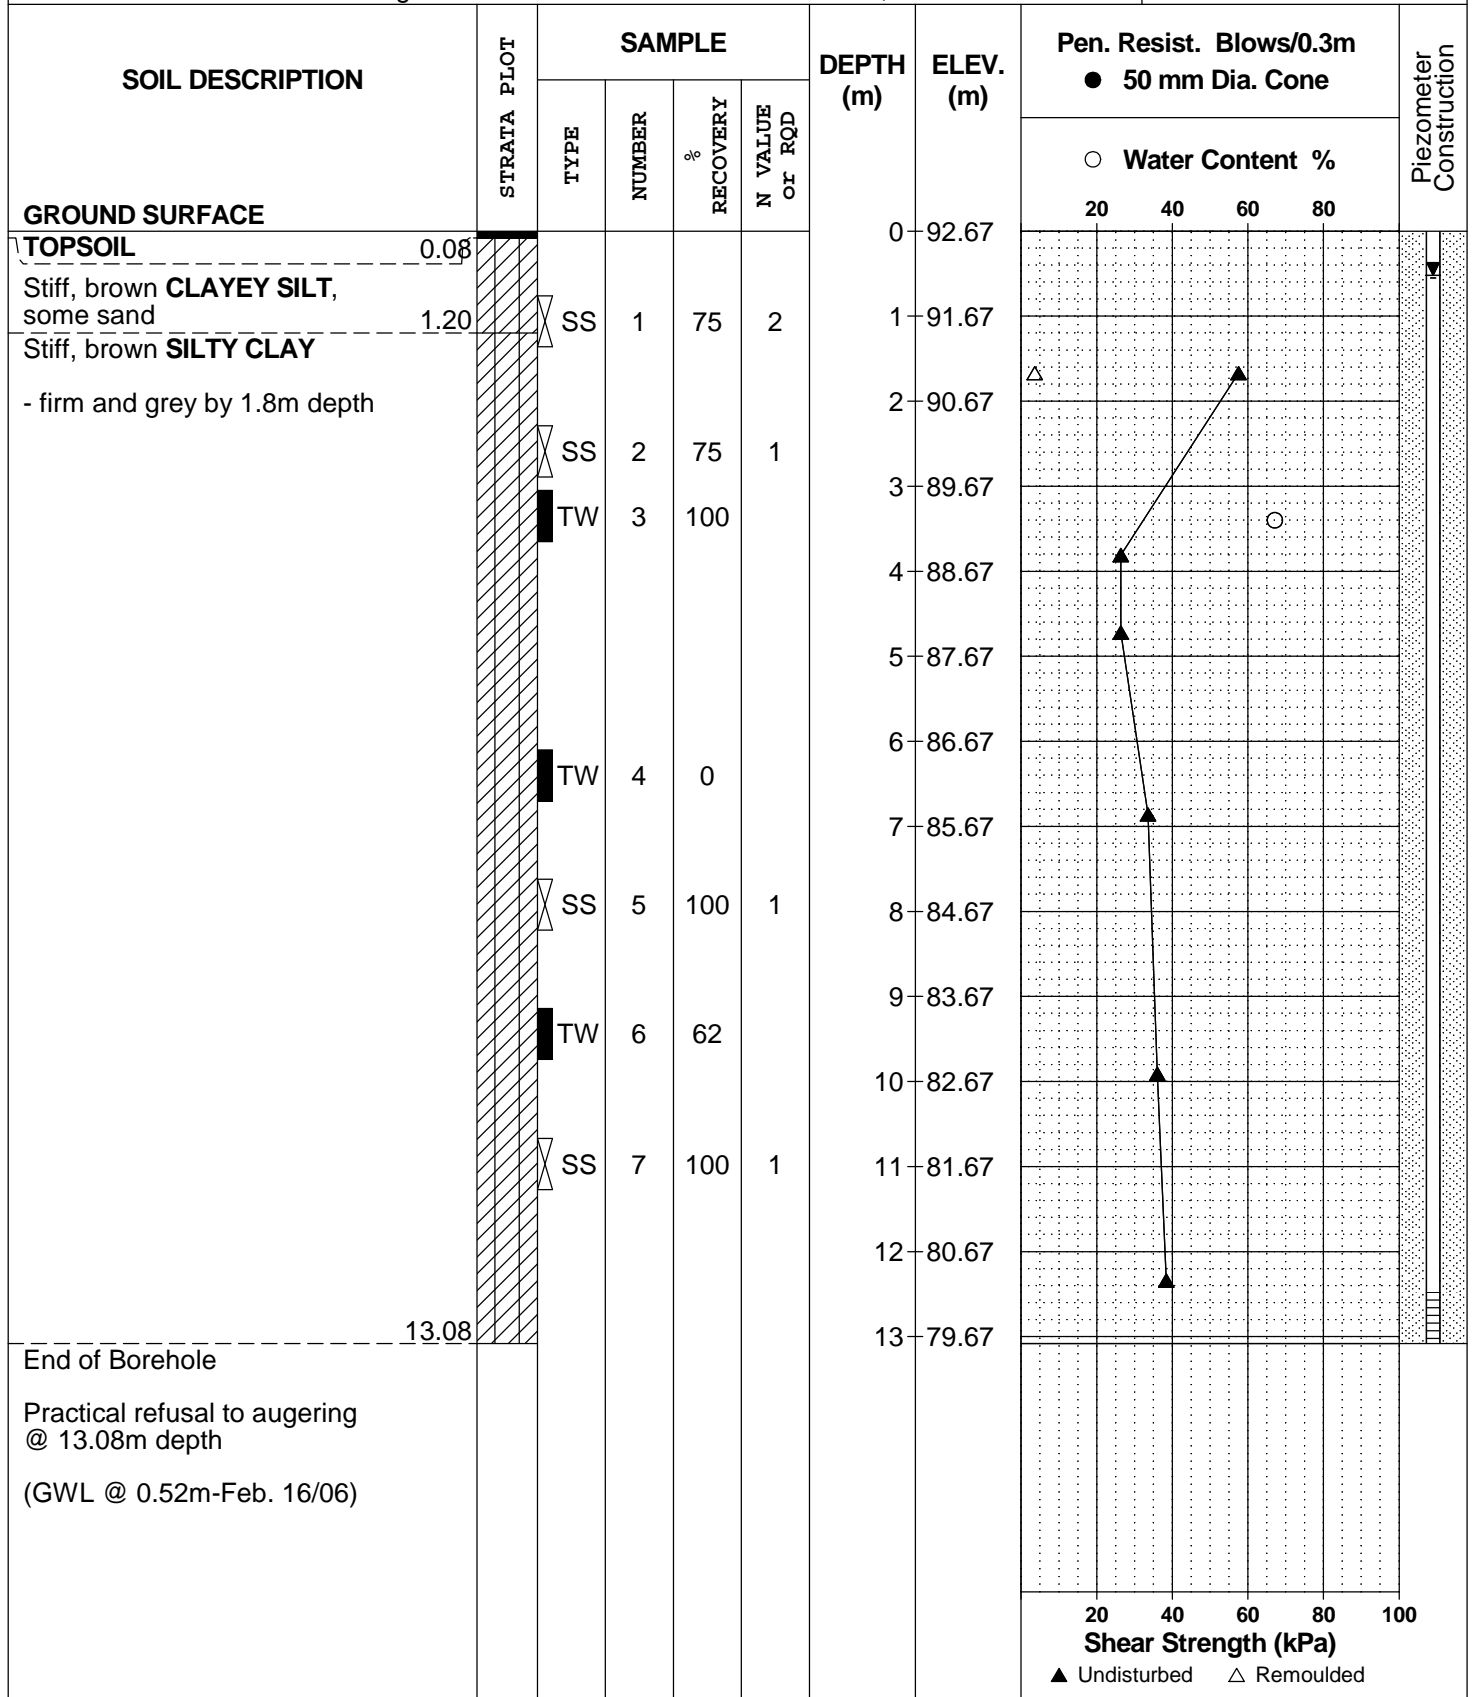 SOIL DESCRIPTION
STRATA PLOT
SAMPLE
TYPE
NUMBER
% RECOVERY
N VALUE or RQD
DEPTH (m)
ELEV. (m)
Pen. Resist. Blows/0.3m
● 50 mm Dia. Cone
○ Water Content %
20 40 60 80
Piezometer Construction
GROUND SURFACE
0 92.67
TOPSOIL 0.08
Stiff, brown CLAYEY SILT,
some sand 1.20
SS 1 75 2
1 91.67
Stiff, brown SILTY CLAY
- firm and grey by 1.8m depth
2 90.67
SS 2 75 1
3 89.67
TW 3 100
4 88.67
5 87.67
6 86.67
TW 4 0
7 85.67
SS 5 100 1
8 84.67
9 83.67
TW 6 62
10 82.67
SS 7 100 1
11 81.67
12 80.67
13.08
13 79.67
End of Borehole
Practical refusal to augering
@ 13.08m depth
(GWL @ 0.52m-Feb. 16/06)
20 40 60 80 100
Shear Strength (kPa)
▲ Undisturbed △ Remoulded